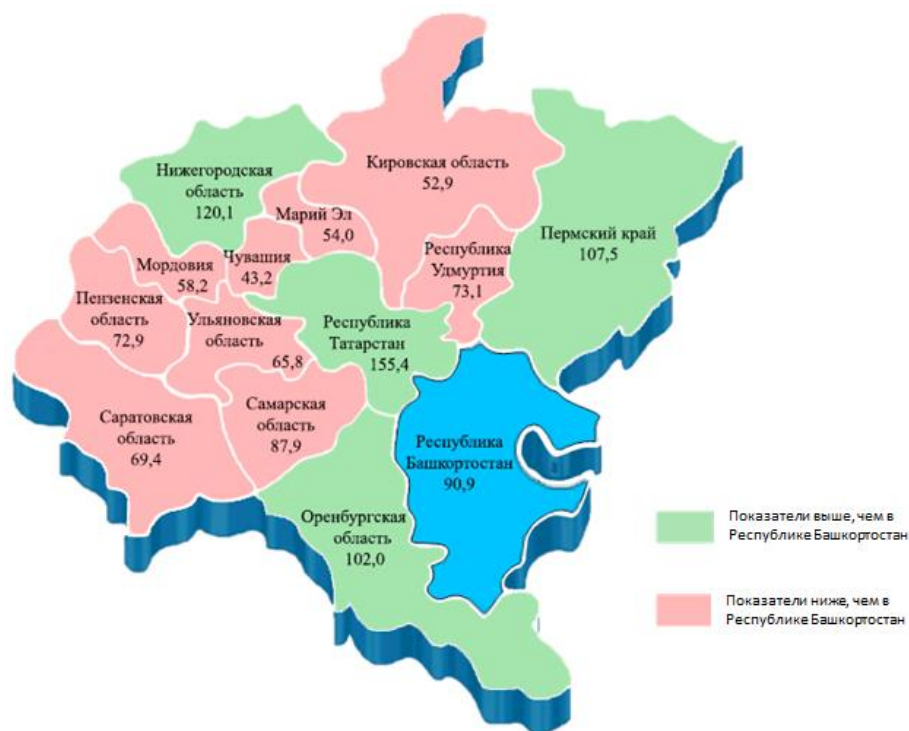 Нижегородская
область
120,1
Кировская область
52,9
Марий Эл
54,0
Пермский край
107,5
Республика
Удмуртия
73,1
Чувашия
43,2
Мордовия
58,2
Пензенская
область
72,9
Ульяновская
область
65,8
Республика
Татарстан
155,4
Саратовская
область
69,4
Самарская
область
87,9
Республика
Башкортостан
90,9
Оренбургская
область
102,0
Показатели выше, чем в
Республике Башкортостан
Показатели ниже, чем в
Республике Башкортостан